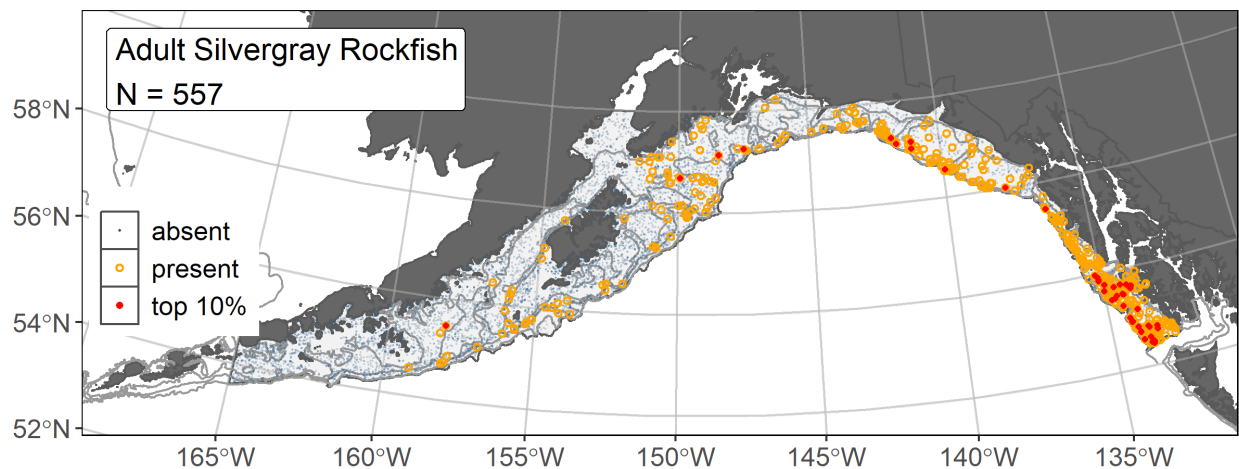 Adult Silvergray Rockfish
N = 557
58°N
56°N
54°N
52°N
absent
present
top 10%
165°W
160°W
155°W
150°W
145°W
140°W
135°W